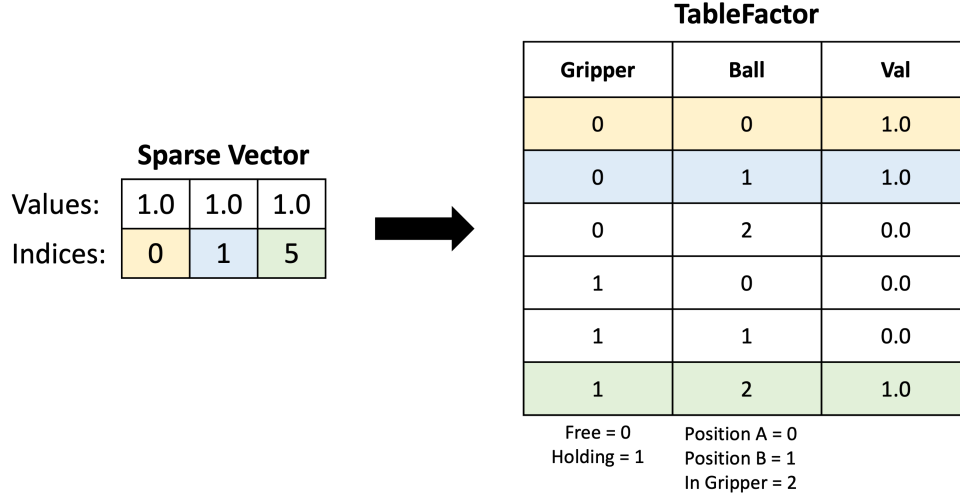 TableFactor
Gripper Ball Val
0 0 1.0
0 1 1.0
0 2 0.0
1 0 0.0
1 1 0.0
1 2 1.0
Free = 0
Holding = 1
Position A = 0
Position B = 1
In Gripper = 2
Sparse Vector
Values: 1.0 1.0 1.0
Indices: 0 1 5